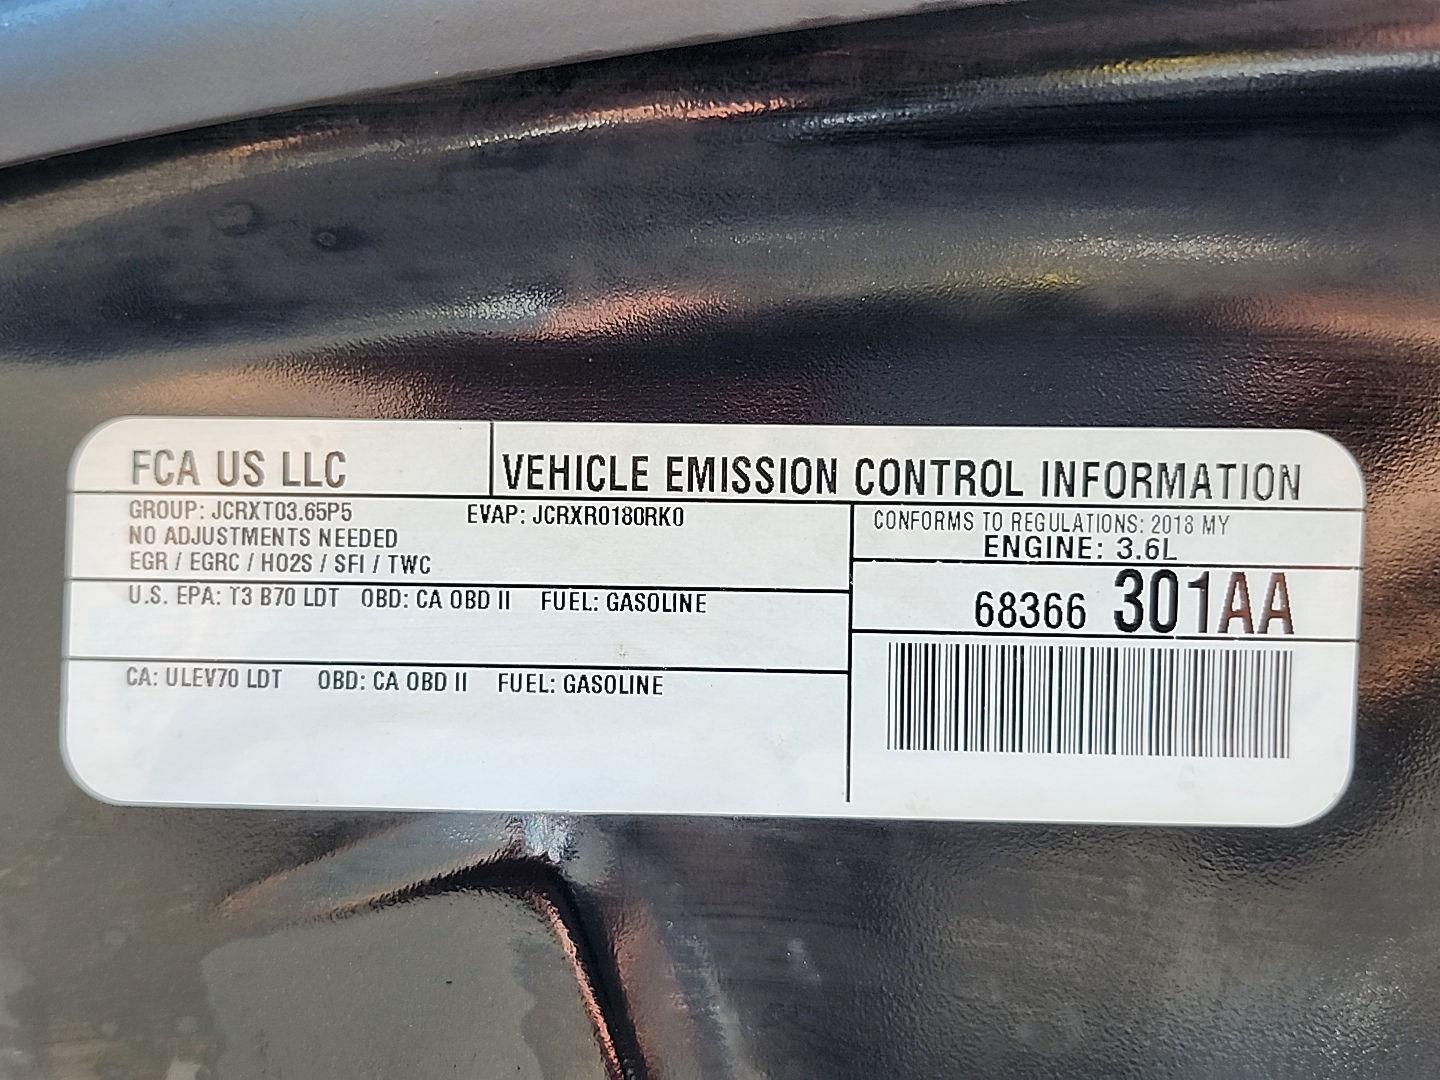 FCA US LLC
VEHICLE EMISSION CONTROL INFORMATION
GROUP: JCRXT03.65P5 EVAP: JCRXR0180RK0
NO ADJUSTMENTS NEEDED
EGR / EGRC / HO2S / SFI / TWC
CONFORMS TO REGULATIONS: 2018 MY
ENGINE: 3.6L
U.S. EPA: T3 B70 LDT OBD: CA OBD II FUEL: GASOLINE
68366 301AA
CA: ULEV70 LDT OBD: CA OBD II FUEL: GASOLINE